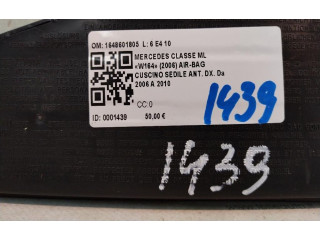 OM: 1648601805 L: 6 E4 10
MERCEDES CLASSE ML
«W164» (2006) AIR-BAG
CUSCINO SEDILE ANT. DX. Da
2006 A 2010
CC: 0
1439
ID: 0001439
50,00 €
1439